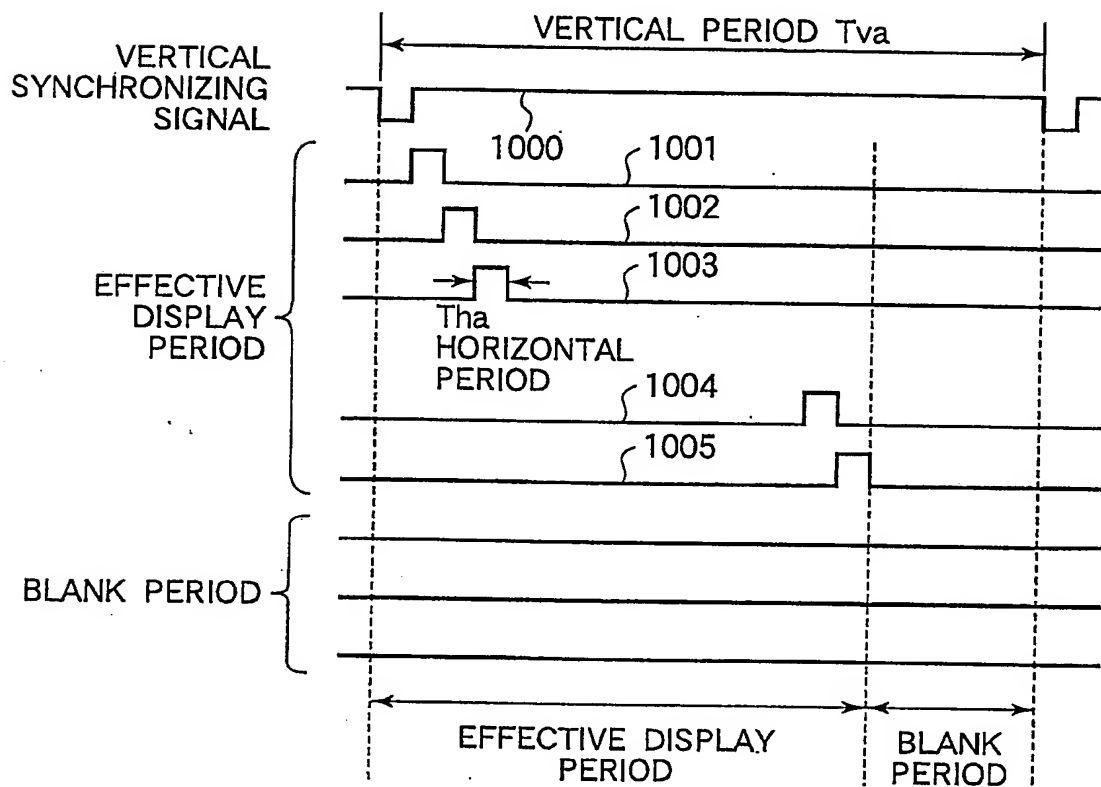 VERTICAL PERIOD Tva
VERTICAL
SYNCHRONIZING
SIGNAL
1000
1001
1002
1003
EFFECTIVE
DISPLAY
PERIOD
Tha
HORIZONTAL
PERIOD
1004
1005
BLANK PERIOD
EFFECTIVE DISPLAY
PERIOD
BLANK
PERIOD